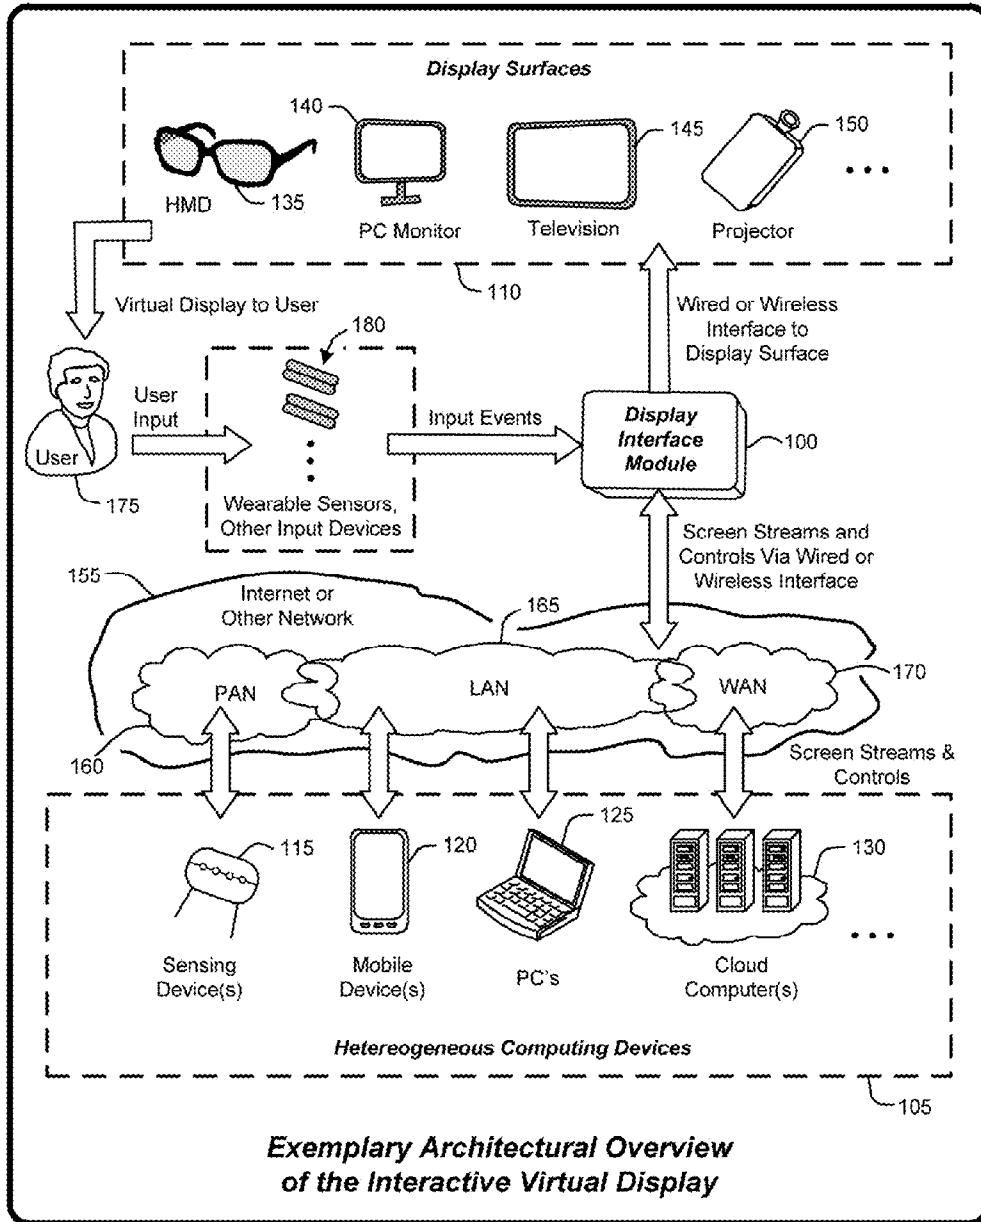 Display Surfaces
140
145
150
HMD
135
PC Monitor
Television
Projector
110
Virtual Display to User
Wired or Wireless
Interface to
Display Surface
180
User
Input
Input Events
Display
Interface
Module
100
User
175
Wearable Sensors,
Other Input Devices
Screen Streams and
Controls Via Wired or
Wireless Interface
155
Internet or
Other Network
165
PAN
LAN
WAN
170
160
Screen Streams &
Controls
115
120
125
130
Sensing
Device(s)
Mobile
Device(s)
PC's
Cloud
Computer(s)
Hetereogeneous Computing Devices
105
Exemplary Architectural Overview
of the Interactive Virtual Display